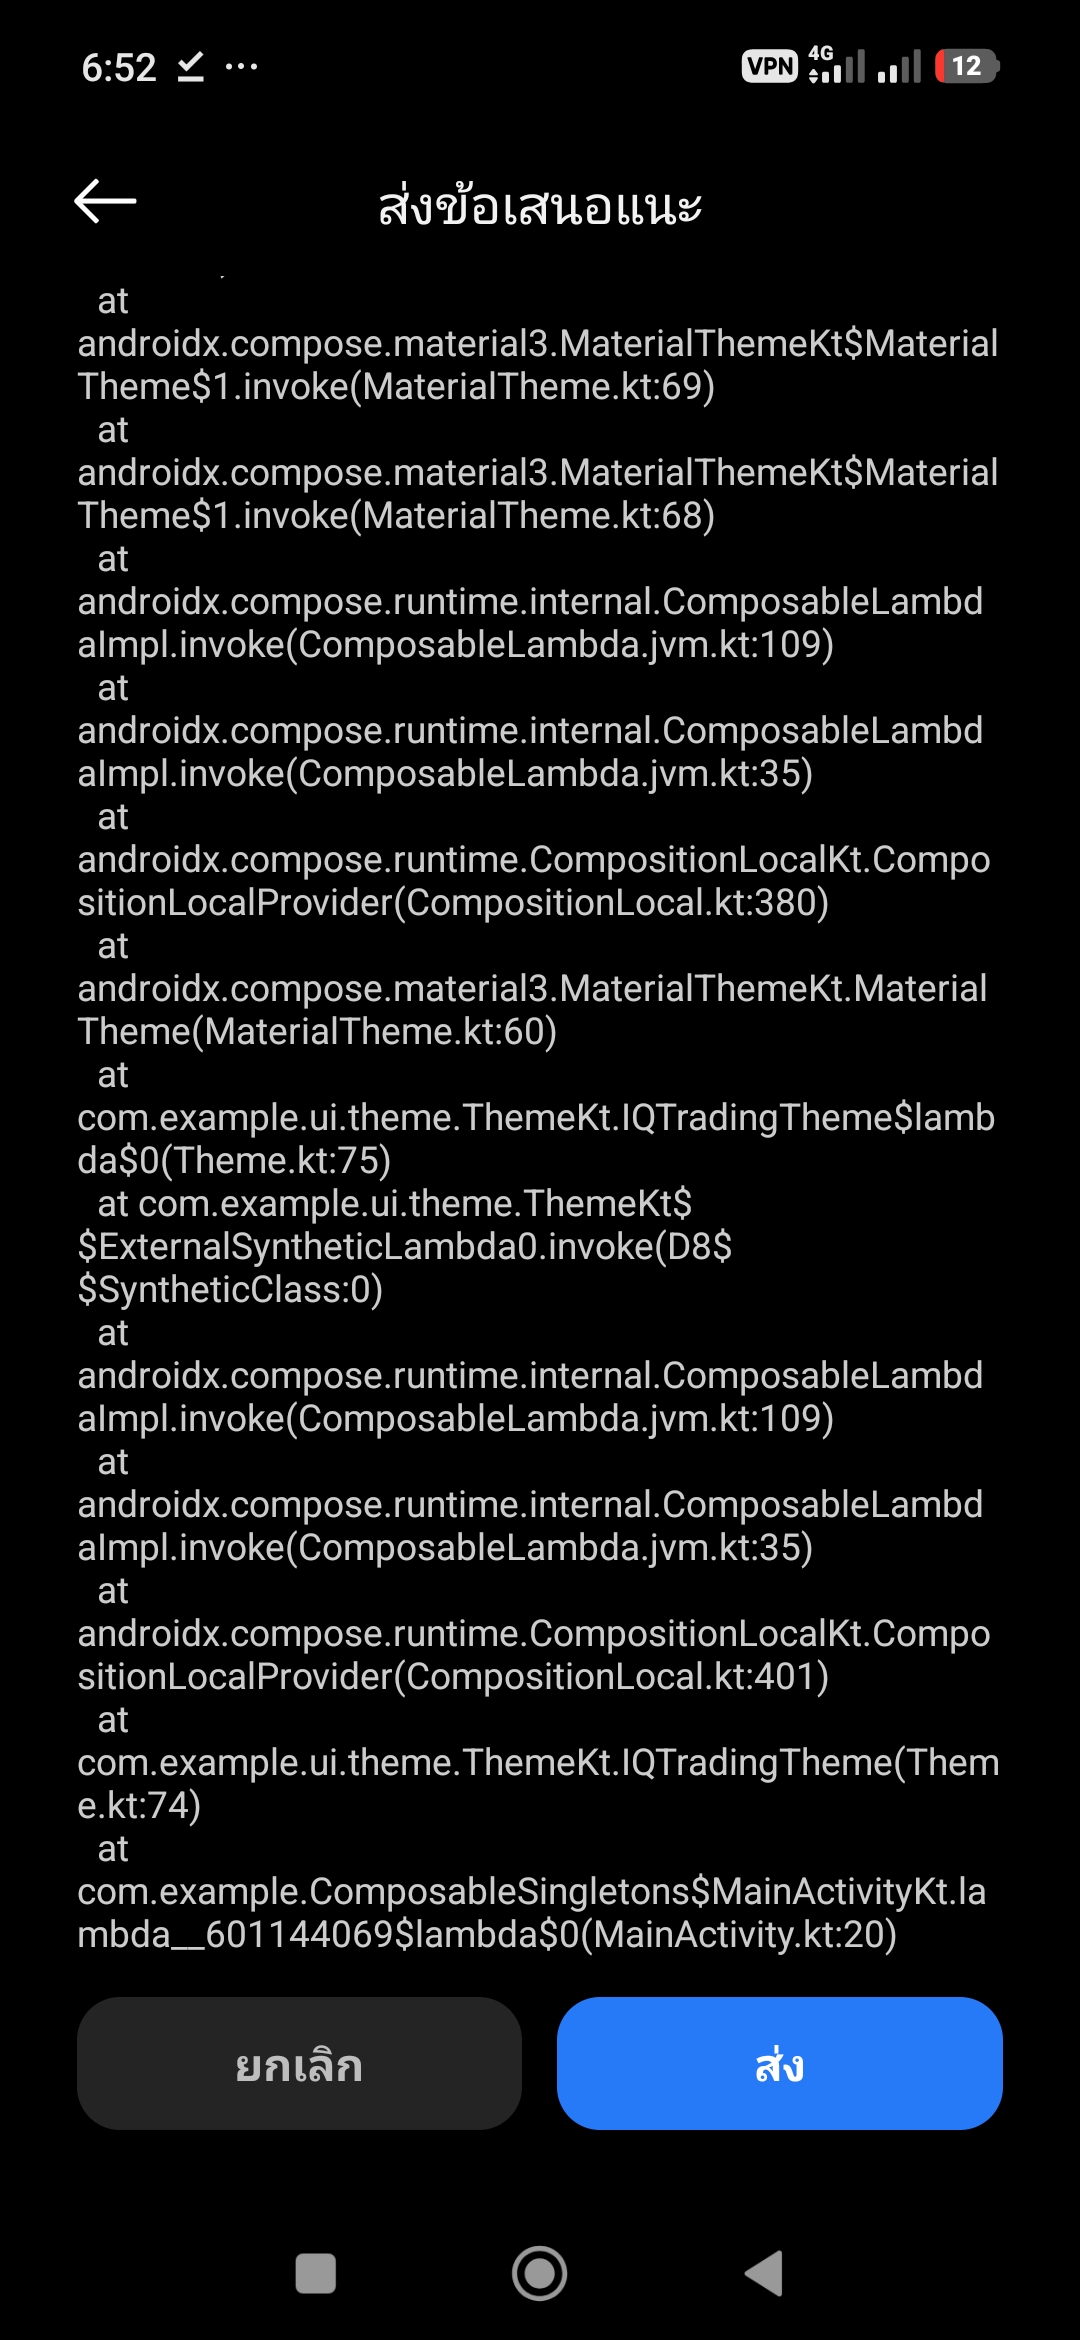 6:52
VPN 4G 12
ส่งข้อเสนอแนะ
at
androidx.compose.material3.MaterialThemeKt$Material
Theme$1.invoke(MaterialTheme.kt:69)
at
androidx.compose.material3.MaterialThemeKt$Material
Theme$1.invoke(MaterialTheme.kt:68)
at
androidx.compose.runtime.internal.ComposableLambd
aImpl.invoke(ComposableLambda.jvm.kt:109)
at
androidx.compose.runtime.internal.ComposableLambd
aImpl.invoke(ComposableLambda.jvm.kt:35)
at
androidx.compose.runtime.CompositionLocalKt.Compo
sitionLocalProvider(CompositionLocal.kt:380)
at
androidx.compose.material3.MaterialThemeKt.Material
Theme(MaterialTheme.kt:60)
at
com.example.ui.theme.ThemeKt.IQTradingTheme$lamb
da$0(Theme.kt:75)
at com.example.ui.theme.ThemeKt$
$ExternalSyntheticLambda0.invoke(D8$
$SyntheticClass:0)
at
androidx.compose.runtime.internal.ComposableLambd
aImpl.invoke(ComposableLambda.jvm.kt:109)
at
androidx.compose.runtime.internal.ComposableLambd
aImpl.invoke(ComposableLambda.jvm.kt:35)
at
androidx.compose.runtime.CompositionLocalKt.Compo
sitionLocalProvider(CompositionLocal.kt:401)
at
com.example.ui.theme.ThemeKt.IQTradingTheme(Them
e.kt:74)
at
com.example.ComposableSingletons$MainActivityKt.la
mbda__601144069$lambda$0(MainActivity.kt:20)
ยกเลิก
ส่ง